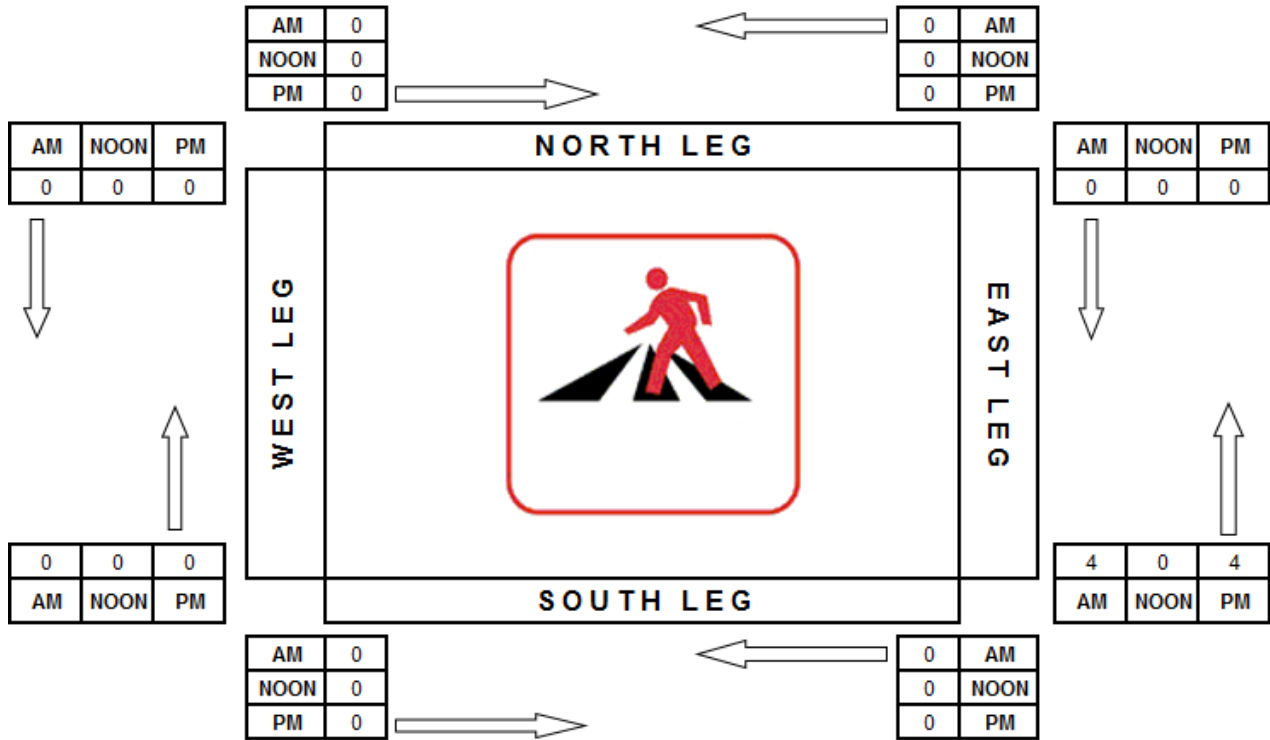 AM 0
NOON 0
PM 0
0 AM
0 NOON
0 PM
AM NOON PM
0 0 0
NORTH LEG
AM NOON PM
0 0 0
WEST LEG
EAST LEG
0 0 0
AM NOON PM
SOUTH LEG
4 0 4
AM NOON PM
AM 0
NOON 0
PM 0
0 AM
0 NOON
0 PM